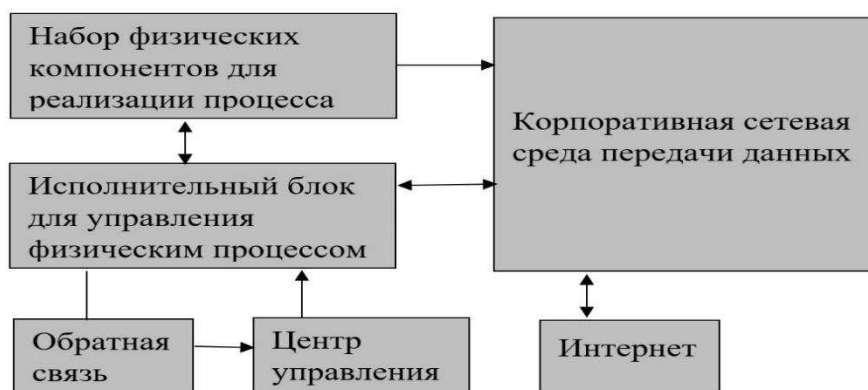 Набор физических
компонентов для
реализации процесса
Корпоративная сетевая
среда передачи данных
Исполнительный блок
для управления
физическим процессом
Обратная
связь
Центр
управления
Интернет